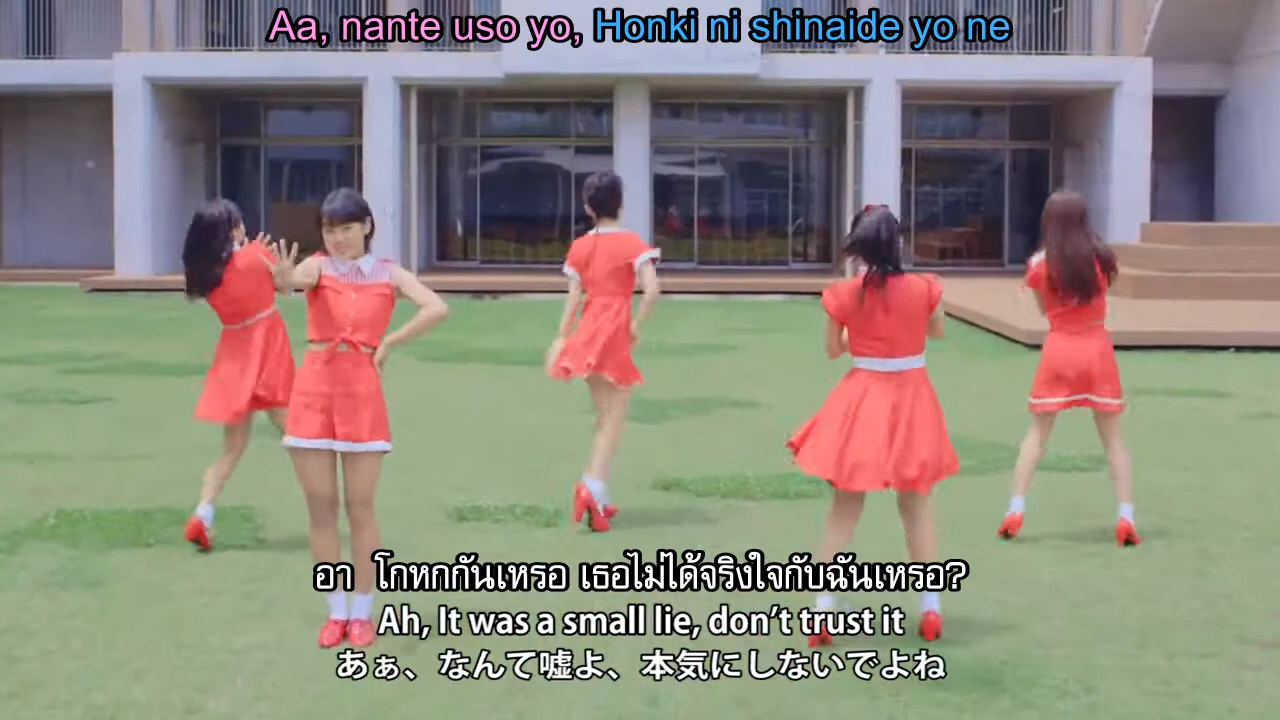 Aa, nante uso yo, Honki ni shinaide yo ne
อา โกหกกันเหรอ เธอไม่ได้จริงใจกับฉันเหรอ?
Ah, It was a small lie, don't trust it
あぁ、なんて嘘よ、本気にしないでよね